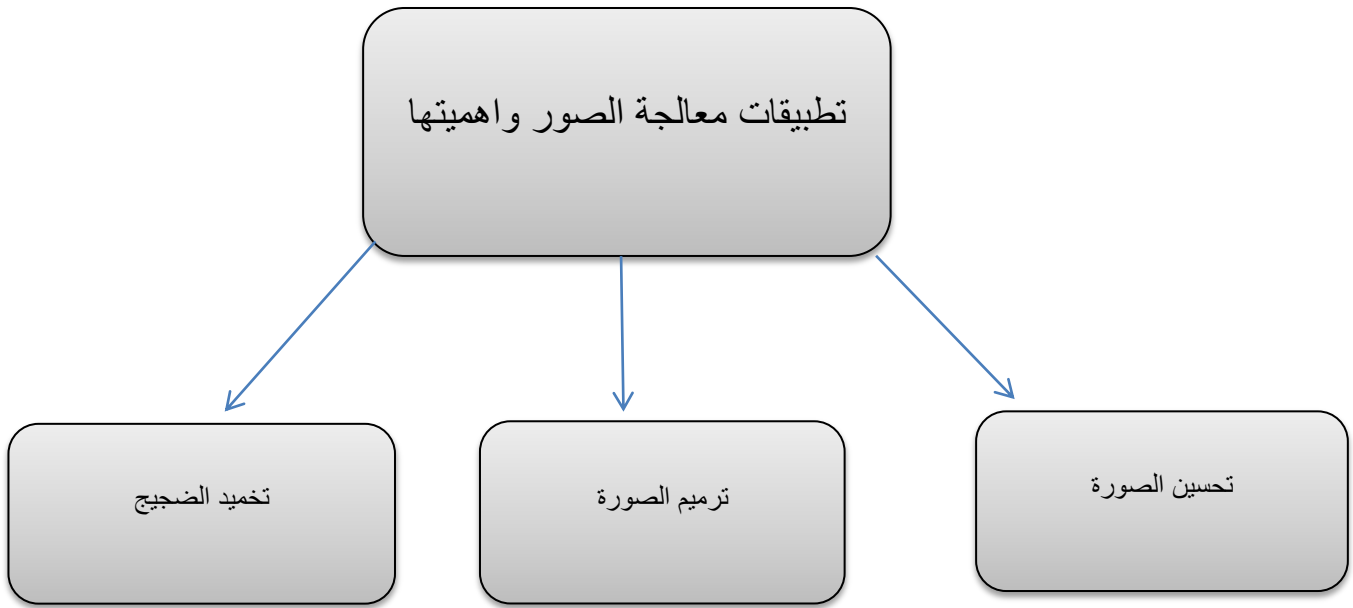 تطبيقات معالجة الصور واهميتها
تحسين الصورة
ترميم الصورة
تخميد الضجيج